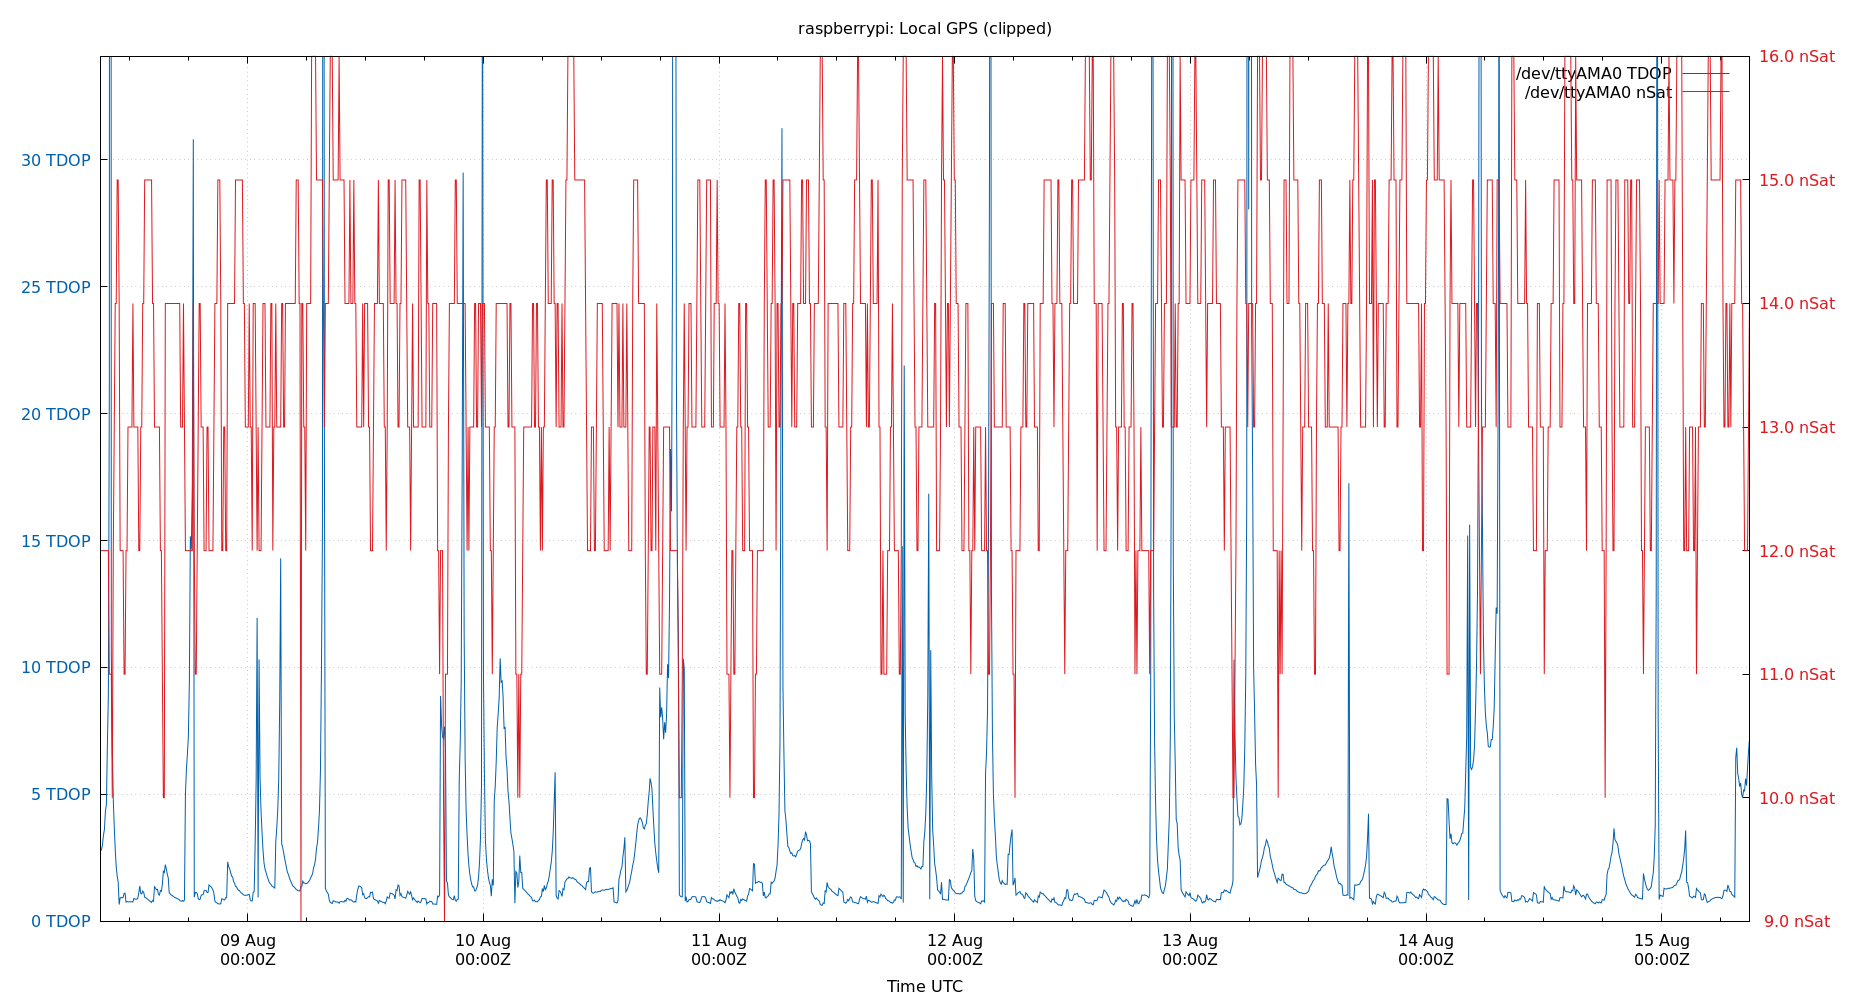 raspberrypi: Local GPS (clipped)
/dev/ttyAMA0 TDOP
/dev/ttyAMA0 nSat
30 TDOP
25 TDOP
20 TDOP
15 TDOP
10 TDOP
5 TDOP
0 TDOP
16.0 nSat
15.0 nSat
14.0 nSat
13.0 nSat
12.0 nSat
11.0 nSat
10.0 nSat
9.0 nSat
09 Aug
00:00Z
10 Aug
00:00Z
11 Aug
00:00Z
12 Aug
00:00Z
13 Aug
00:00Z
14 Aug
00:00Z
15 Aug
00:00Z
Time UTC